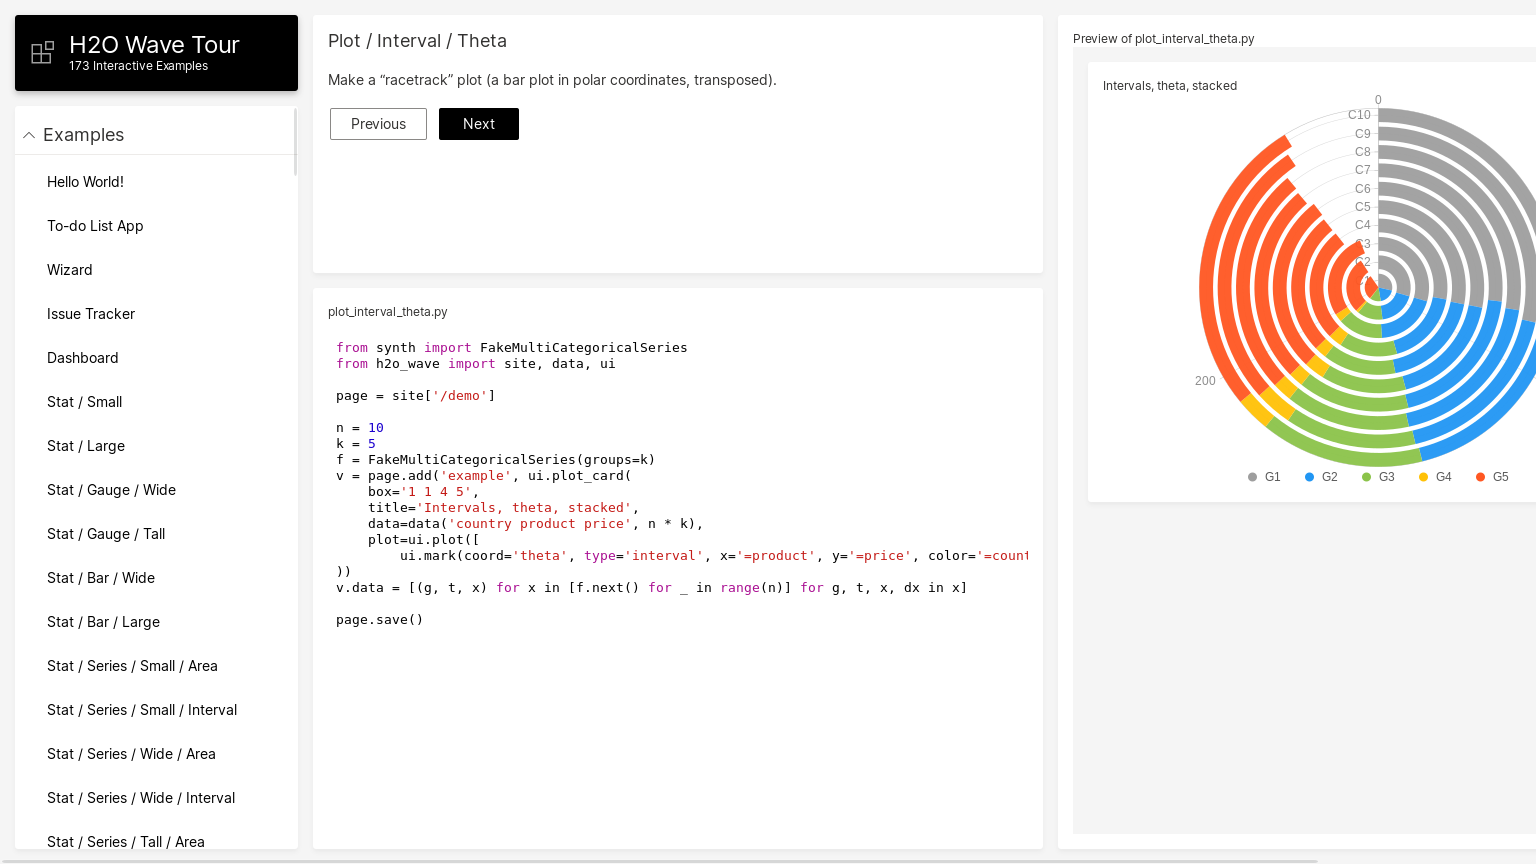 H2O Wave Tour
173 Interactive Examples
Examples
Hello World!
To-do List App
Wizard
Issue Tracker
Dashboard
Stat / Small
Stat / Large
Stat / Gauge / Wide
Stat / Gauge / Tall
Stat / Bar / Wide
Stat / Bar / Large
Stat / Series / Small / Area
Stat / Series / Small / Interval
Stat / Series / Wide / Area
Stat / Series / Wide / Interval
Stat / Series / Tall / Area
Plot / Interval / Theta
Make a “racetrack” plot (a bar plot in polar coordinates, transposed).
Previous
Next
plot_interval_theta.py
from synth import FakeMultiCategoricalSeries
from h2o_wave import site, data, ui
page = site['/demo']
n = 10
k = 5
f = FakeMultiCategoricalSeries(groups=k)
v = page.add('example', ui.plot_card(
box='1 1 4 5',
title='Intervals, theta, stacked',
data=data('country product price', n * k),
plot=ui.plot([
ui.mark(coord='theta', type='interval', x='=product', y='=price', color='=count
))
v.data = [(g, t, x) for x in [f.next() for _ in range(n)] for g, t, x, dx in x]
page.save()
Preview of plot_interval_theta.py
Intervals, theta, stacked
0
C10
C9
C8
C7
C6
C5
C4
C3
C2
200
G1
G2
G3
G4
G5